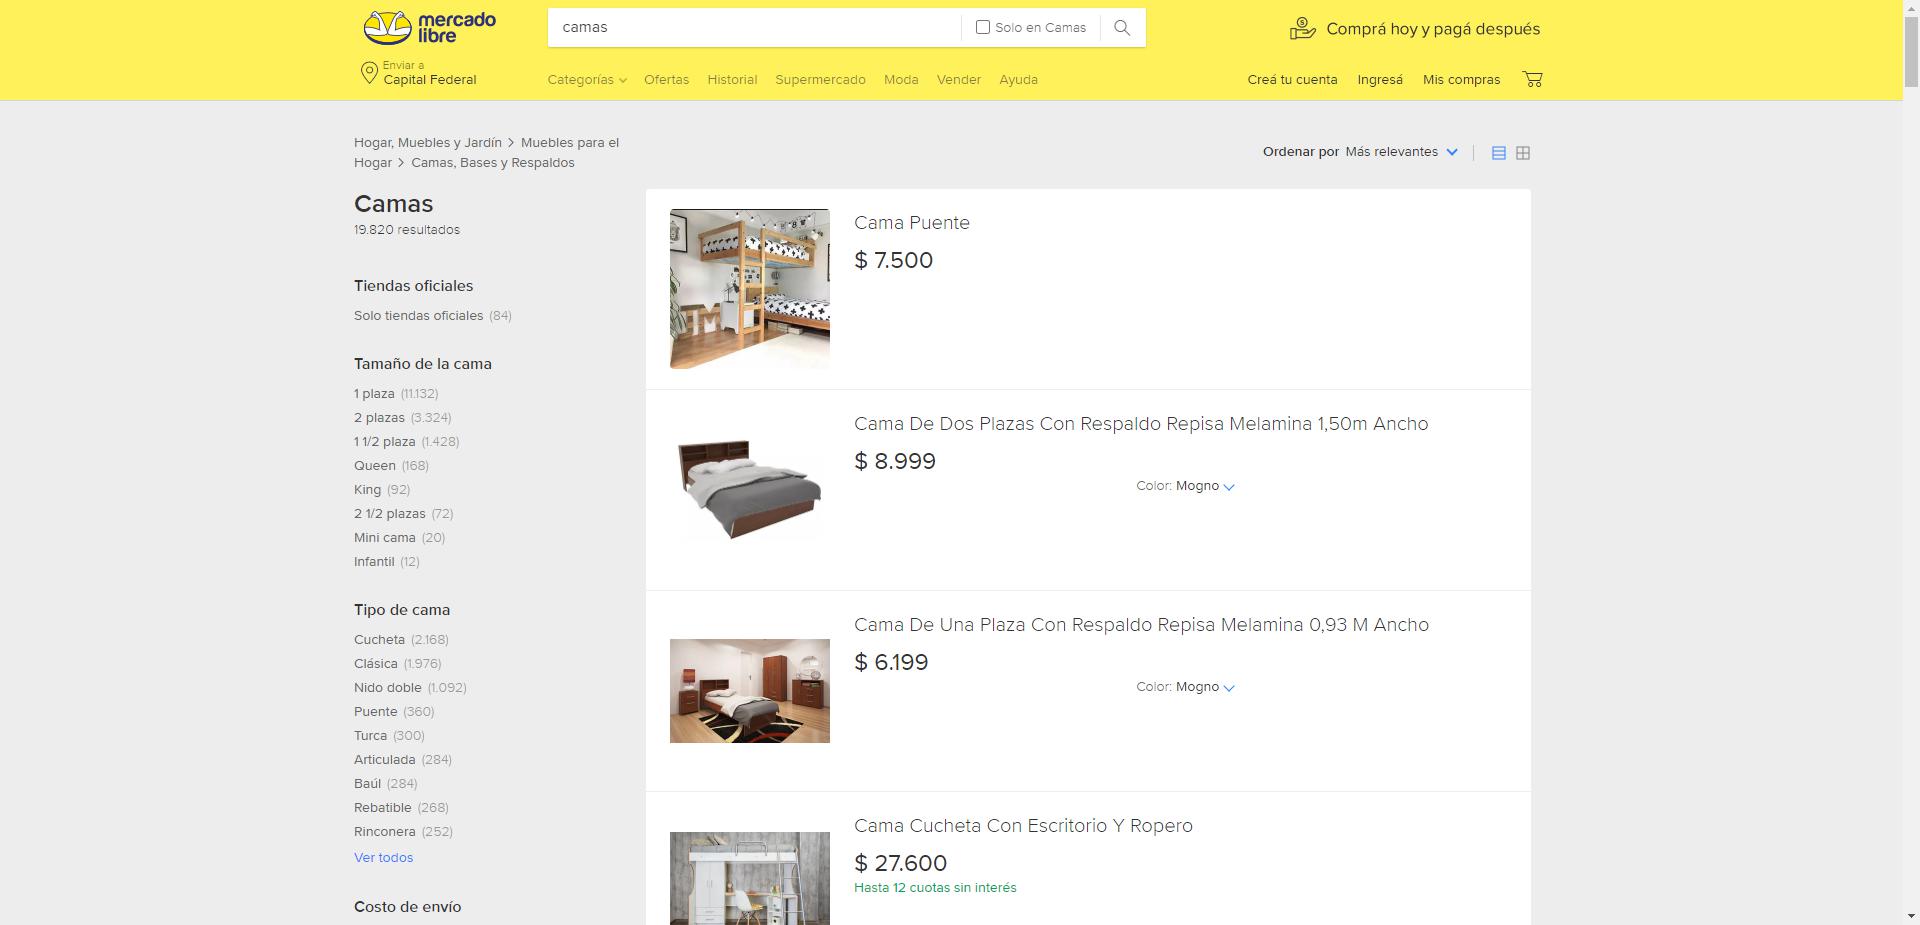 mercado
libre
camas
Solo en Camas
Comprá hoy y pagá después
Enviar a
Capital Federal
Categorías
Ofertas
Historial
Supermercado
Moda
Vender
Ayuda
Creá tu cuenta
Ingresá
Mis compras
Hogar, Muebles y Jardín > Muebles para el
Hogar > Camas, Bases y Respaldos
Ordenar por Más relevantes
Camas
19.820 resultados
Tiendas oficiales
Solo tiendas oficiales (84)
Tamaño de la cama
1 plaza (11.132)
2 plazas (3.324)
1 1/2 plaza (1.428)
Queen (168)
King (92)
2 1/2 plazas (72)
Mini cama (20)
Infantil (12)
Tipo de cama
Cucheta (2.168)
Clásica (1.976)
Nido doble (1.092)
Puente (360)
Turca (300)
Articulada (284)
Baúl (284)
Rebatible (268)
Rinconera (252)
Ver todos
Costo de envío
Cama Puente
$ 7.500
Cama De Dos Plazas Con Respaldo Repisa Melamina 1,50m Ancho
$ 8.999
Color: Mogno
Cama De Una Plaza Con Respaldo Repisa Melamina 0,93 M Ancho
$ 6.199
Color: Mogno
Cama Cucheta Con Escritorio Y Ropero
$ 27.600
Hasta 12 cuotas sin interés